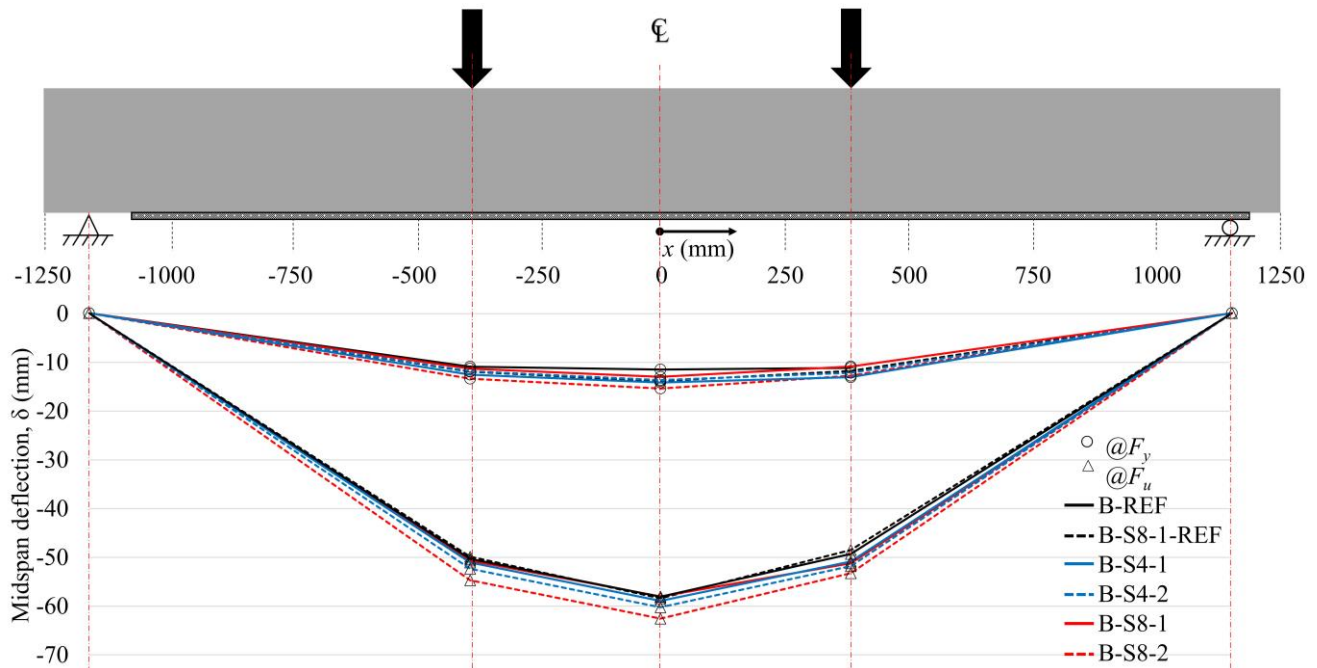 ℄
x (mm)
-1250 -1000 -750 -500 -250 0 250 500 750 1000 1250
Midspan deflection, δ (mm)
0
-10
-20
-30
-40
-50
-60
-70
@Fy
@Fu
B-REF
B-S8-1-REF
B-S4-1
B-S4-2
B-S8-1
B-S8-2